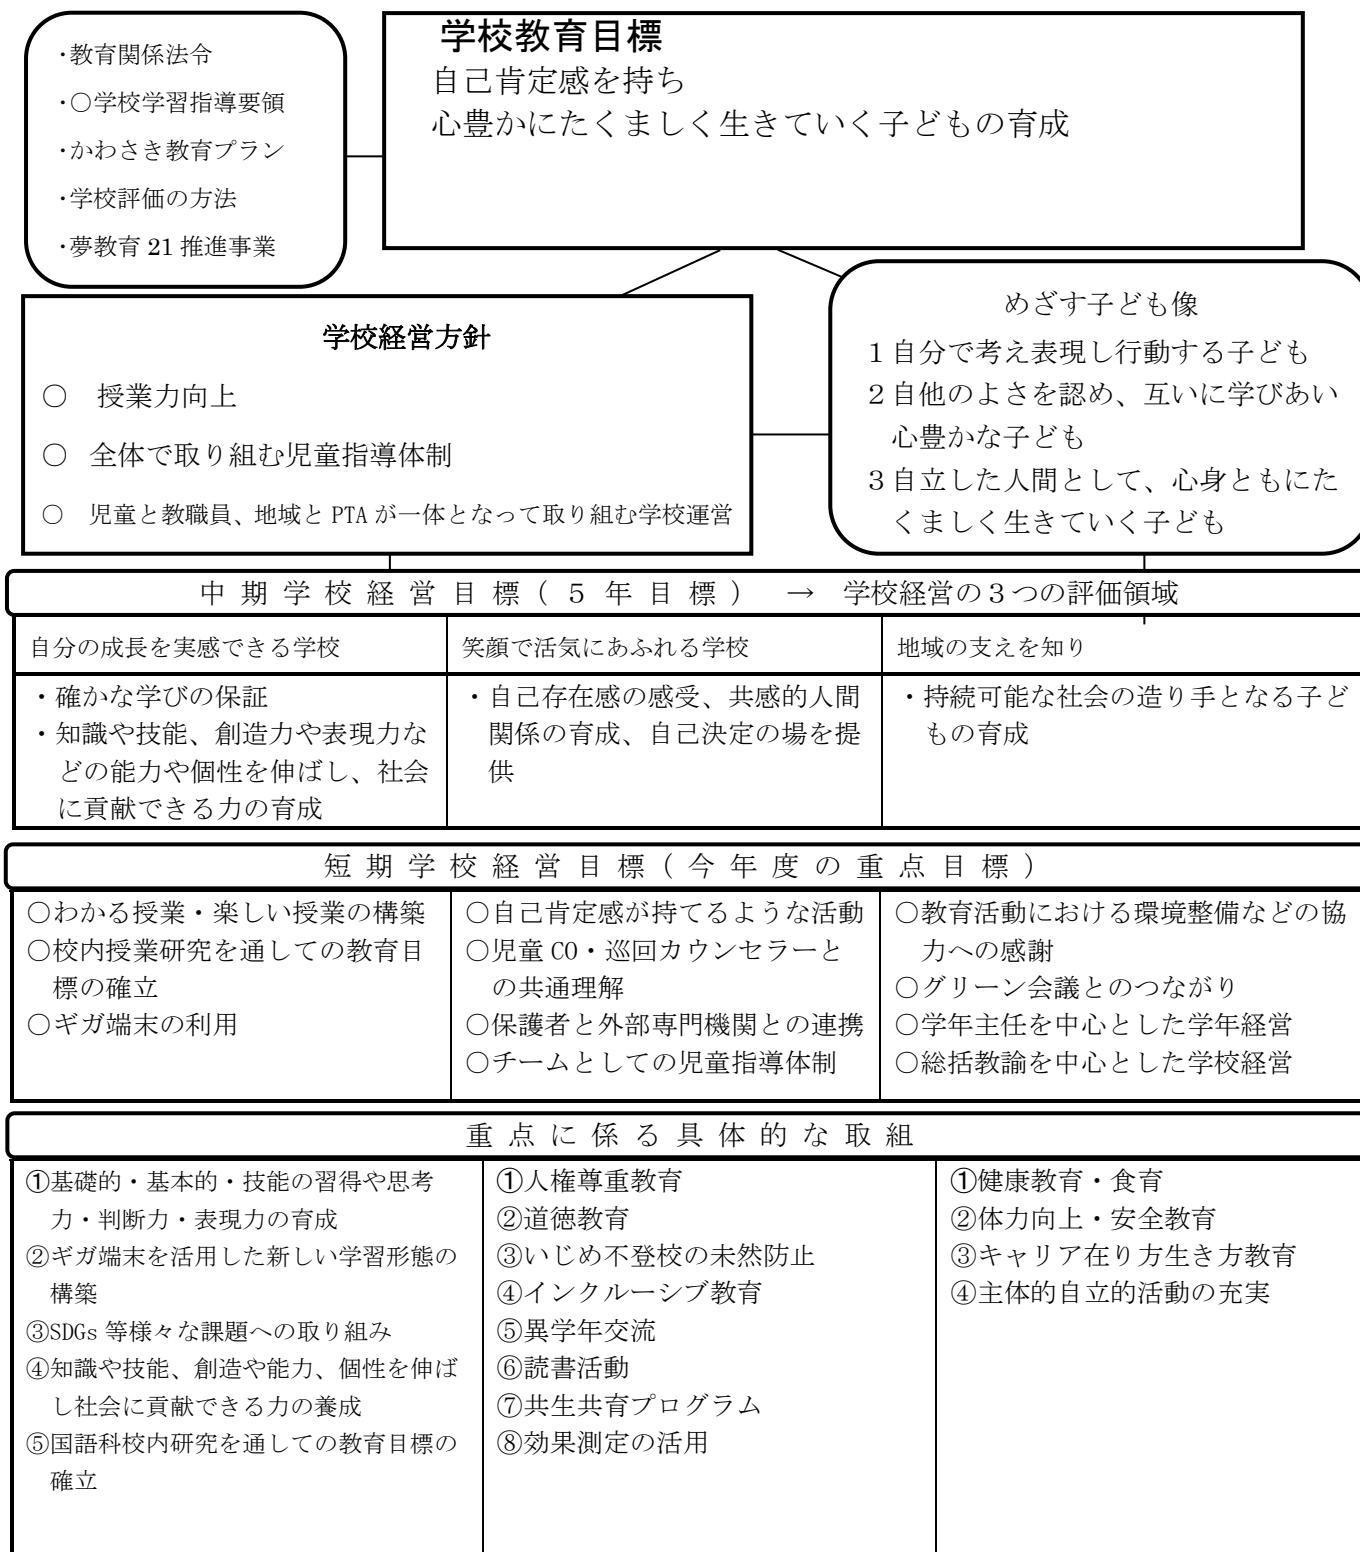 ・教育関係法令
・○学校学習指導要領
・かわさき教育プラン
・学校評価の方法
・夢教育 21 推進事業
学校教育目標
自己肯定感を持ち
心豊かにたくましく生きていく子どもの育成
学校経営方針
○　授業力向上
○　全体で取り組む児童指導体制
○　児童と教職員、地域と PTA が一体となって取り組む学校運営
めざす子ども像
１自分で考え表現し行動する子ども
２自他のよさを認め、互いに学びあい
心豊かな子ども
３自立した人間として、心身ともにた
くましく生きていく子ども
中 期 学 校 経 営 目 標 （ ５ 年 目 標 ）　→　学校経営の３つの評価領域
自分の成長を実感できる学校
笑顔で活気にあふれる学校
地域の支えを知り
・確かな学びの保証
・知識や技能、創造力や表現力な
どの能力や個性を伸ばし、社会
に貢献できる力の育成
・自己存在感の感受、共感的人間
関係の育成、自己決定の場を提
供
・持続可能な社会の造り手となる子ど
もの育成
短 期 学 校 経 営 目 標 （ 今 年 度 の 重 点 目 標 ）
○わかる授業・楽しい授業の構築
○校内授業研究を通しての教育目
標の確立
○ギガ端末の利用
○自己肯定感が持てるような活動
○児童 CO・巡回カウンセラーと
の共通理解
○保護者と外部専門機関との連携
○チームとしての児童指導体制
○教育活動における環境整備などの協
力への感謝
○グリーン会議とのつながり
○学年主任を中心とした学年経営
○総括教諭を中心とした学校経営
重 点 に 係 る 具 体 的 な 取 組
①基礎的・基本的・技能の習得や思考
力・判断力・表現力の育成
②ギガ端末を活用した新しい学習形態の
構築
③SDGs 等様々な課題への取り組み
④知識や技能、創造や能力、個性を伸ば
し社会に貢献できる力の養成
⑤国語科校内研究を通しての教育目標の
確立
①人権尊重教育
②道徳教育
③いじめ不登校の未然防止
④インクルーシブ教育
⑤異学年交流
⑥読書活動
⑦共生共育プログラム
⑧効果測定の活用
①健康教育・食育
②体力向上・安全教育
③キャリア在り方生き方教育
④主体的自立的活動の充実